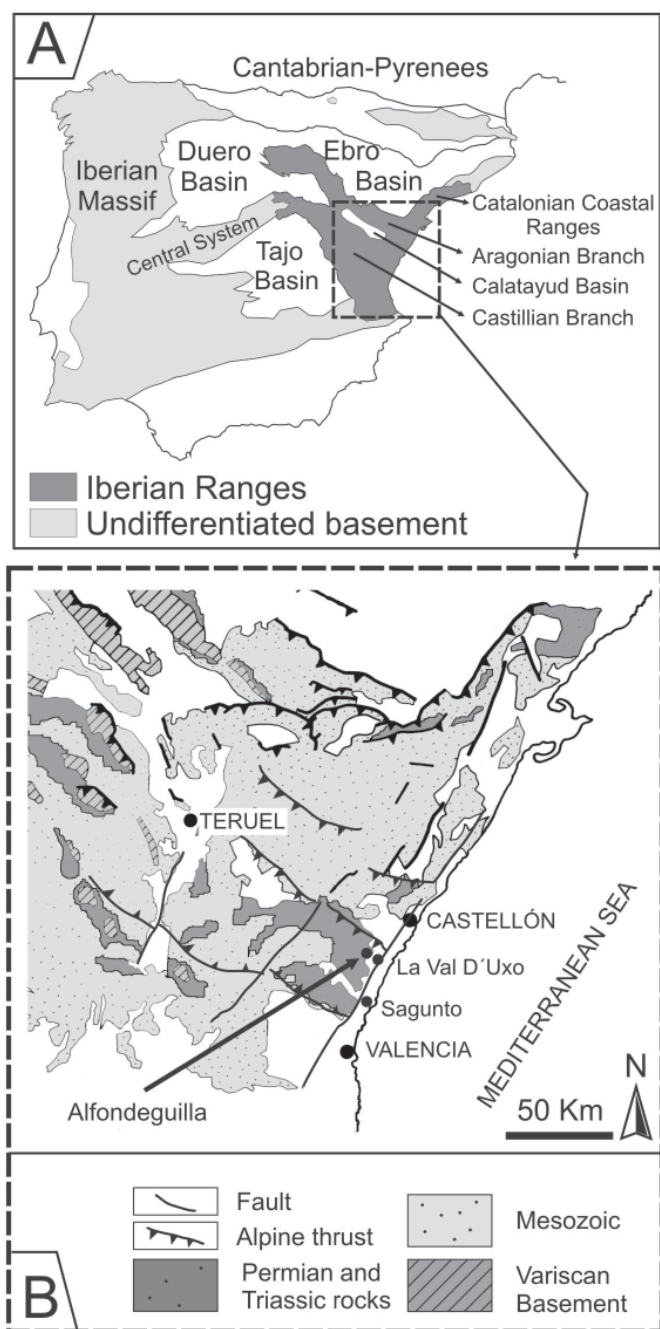 A
Cantabrian-Pyrenees
Iberian
Massif
Duero
Basin
Ebro
Basin
Central System
Tajo
Basin
Catalonian Coastal
Ranges
Aragonian Branch
Calatayud Basin
Castillian Branch
Iberian Ranges
Undifferentiated basement
TERUEL
CASTELLÓN
La Val D´Uxo
Sagunto
VALENCIA
Alfondeguilla
MEDITERRANEAN SEA
N
50 Km
Fault
Alpine thrust
Permian and
Triassic rocks
Mesozoic
Variscan
Basement
B